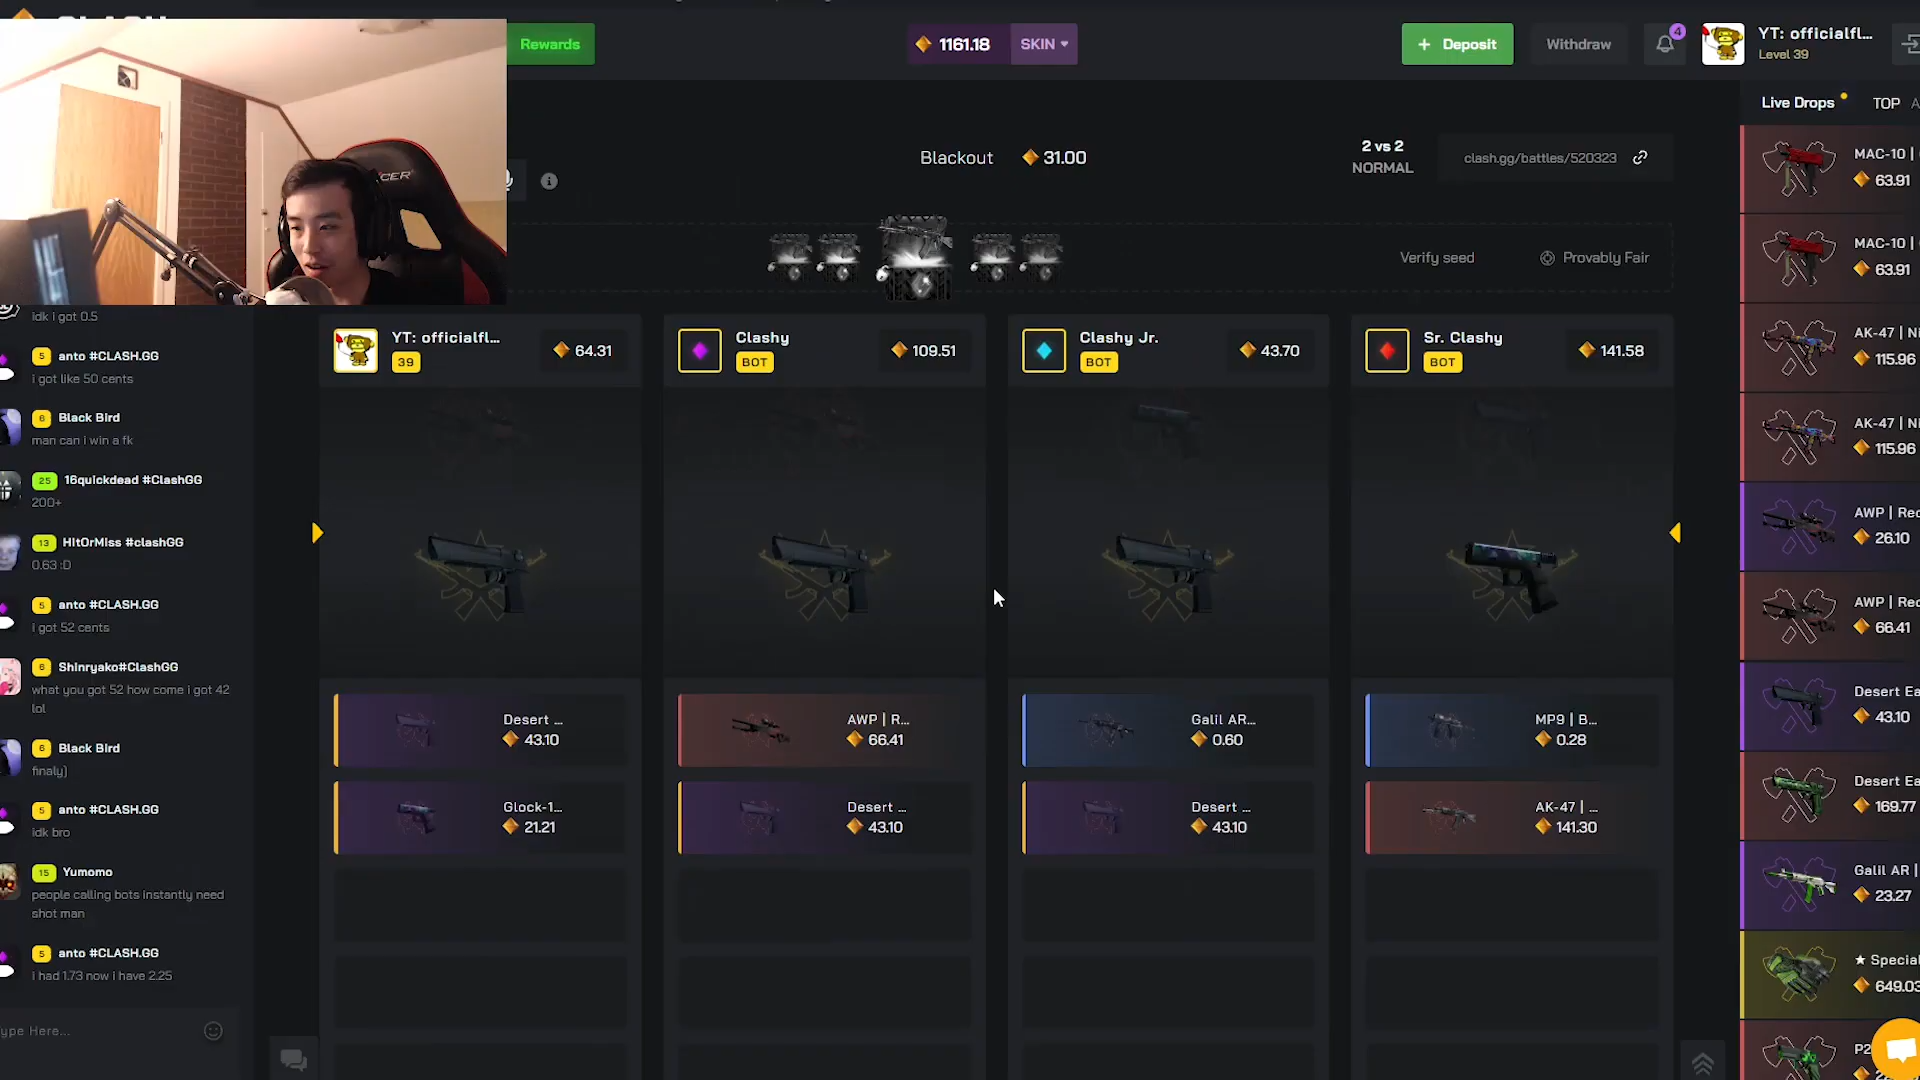 Rewards
1161.18
SKIN
+ Deposit
Withdraw
4
YT: officialfl...
Level 39
Live Drops
TOP
Blackout
31.00
2 vs 2
NORMAL
clash.gg/battles/520323
Verify seed
Provably Fair
idk i got 0.5
5 anto #CLASH.GG
i got like 50 cents
6 Black Bird
man can i win a fk
25 16quickdead #ClashGG
200+
13 HItOrMiss #clashGG
0.63 :D
5 anto #CLASH.GG
i got 52 cents
6 ShInryako#ClashGG
what you got 52 how come i got 42
lol
6 Black Bird
finaly)
5 anto #CLASH.GG
idk bro
15 Yumomo
people calling bots instantly need
shot man
5 anto #CLASH.GG
i had 1.73 now i have 2.25
ype Here...
YT: officialfl...
39
64.31
Clashy
BOT
109.51
Clashy Jr.
BOT
43.70
Sr. Clashy
BOT
141.58
Desert ...
43.10
AWP | R...
66.41
Galil AR...
0.60
MP9 | B...
0.28
Glock-1...
21.21
Desert ...
43.10
Desert ...
43.10
AK-47 | ...
141.30
MAC-10 |
63.91
MAC-10 |
63.91
AK-47 | Ni
115.96
AK-47 | Ni
115.96
AWP | Red
26.10
AWP | Red
66.41
Desert Ea
43.10
Desert Ea
169.77
Galil AR |
23.27
★ Special
649.03